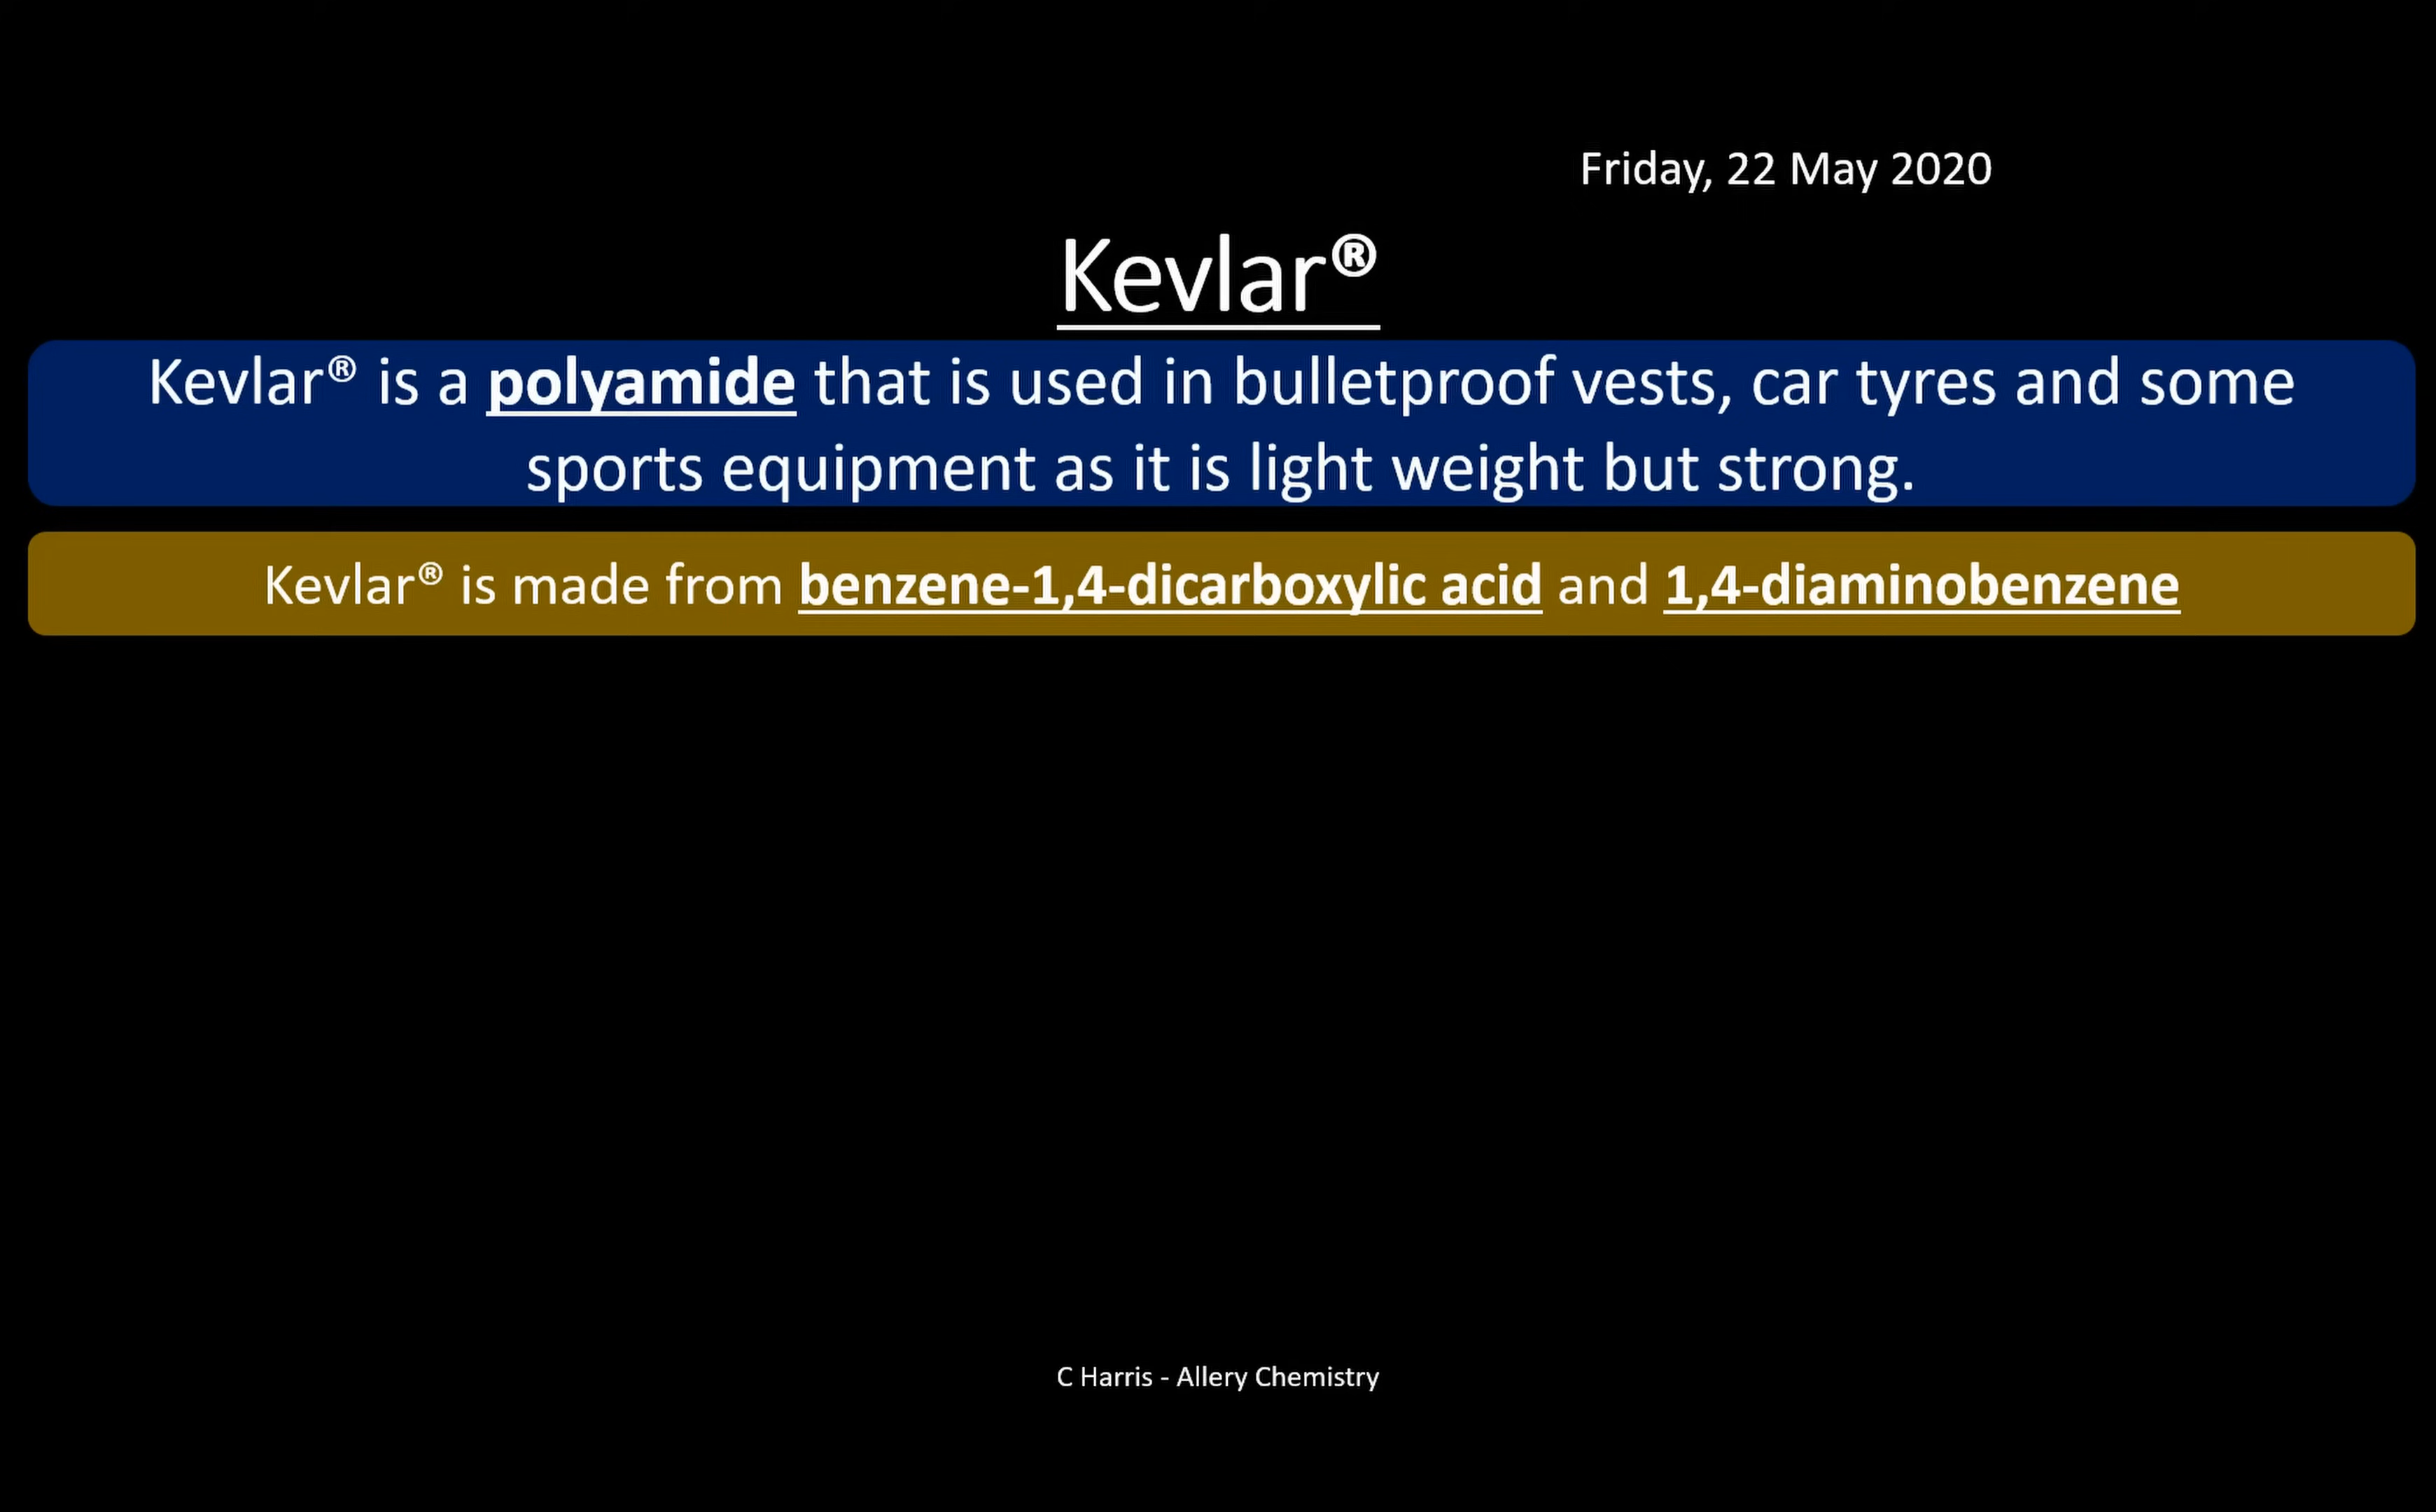 Friday, 22 May 2020
Kevlar®
Kevlar® is a polyamide that is used in bulletproof vests, car tyres and some
sports equipment as it is light weight but strong.
Kevlar® is made from benzene-1,4-dicarboxylic acid and 1,4-diaminobenzene
C Harris - Allery Chemistry